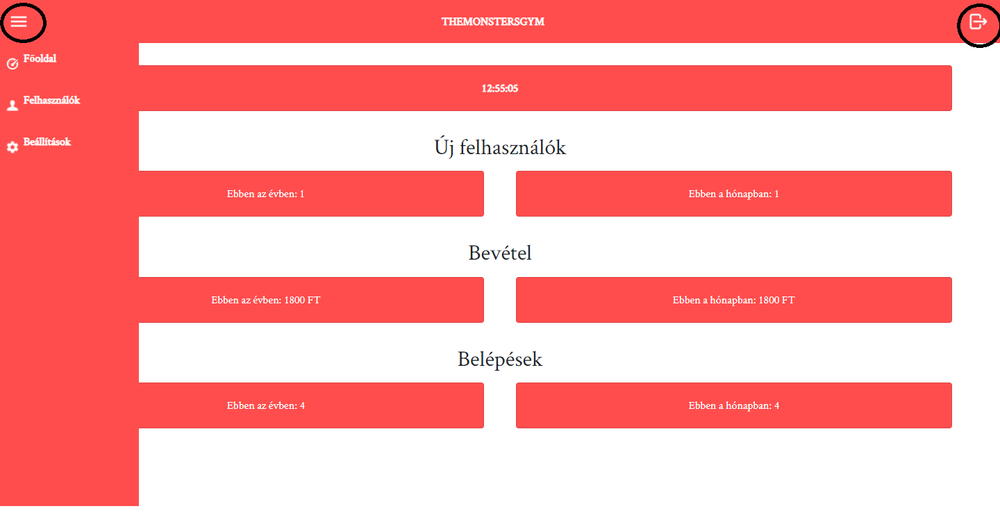 THEMONSTERSGYM
Főoldal
Felhasználók
Beállítások
12:55:05
Új felhasználók
Ebben az évben: 1
Ebben a hónapban: 1
Bevétel
Ebben az évben: 1800 FT
Ebben a hónapban: 1800 FT
Belépések
Ebben az évben: 4
Ebben a hónapban: 4